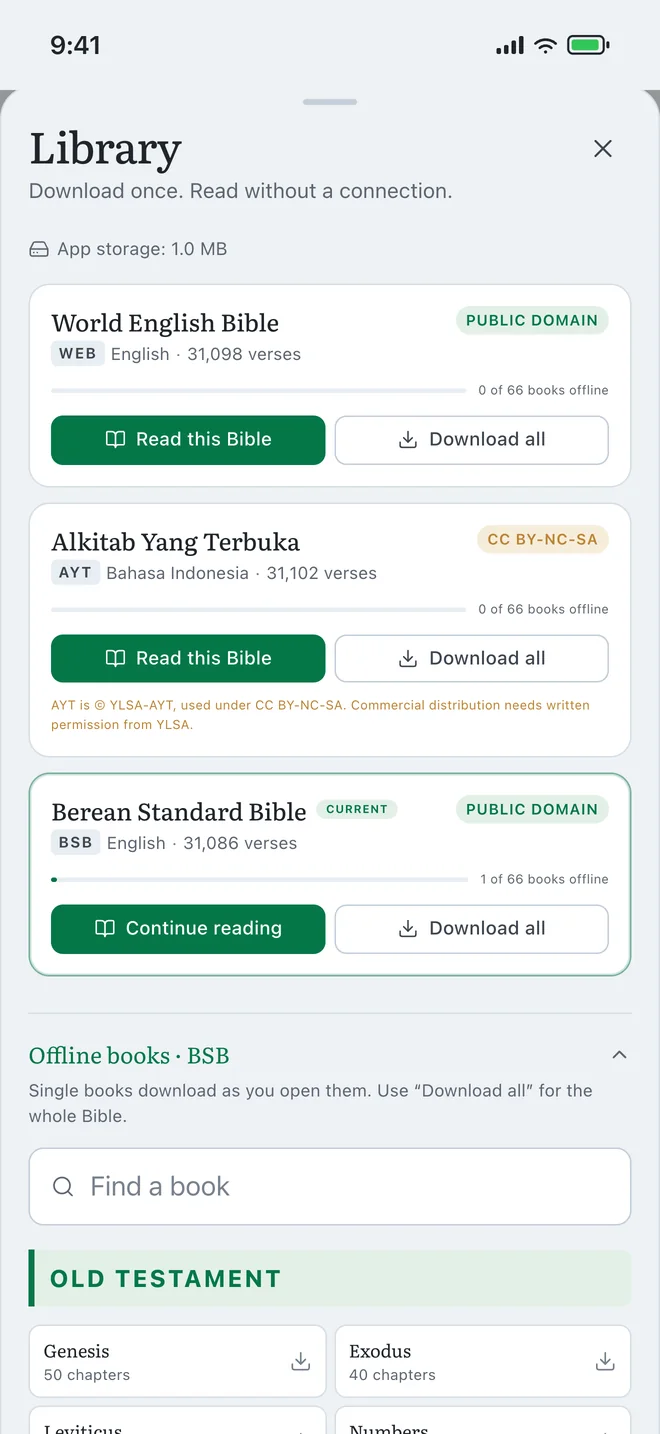 9:41
Library
Download once. Read without a connection.
App storage: 1.0 MB
World English Bible
PUBLIC DOMAIN
WEB English · 31,098 verses
0 of 66 books offline
Read this Bible
Download all
Alkitab Yang Terbuka
CC BY-NC-SA
AYT Bahasa Indonesia · 31,102 verses
0 of 66 books offline
Read this Bible
Download all
AYT is © YLSA-AYT, used under CC BY-NC-SA. Commercial distribution needs written
permission from YLSA.
Berean Standard Bible
CURRENT
PUBLIC DOMAIN
BSB English · 31,086 verses
1 of 66 books offline
Continue reading
Download all
Offline books · BSB
Single books download as you open them. Use “Download all” for the
whole Bible.
Find a book
OLD TESTAMENT
Genesis
50 chapters
Exodus
40 chapters
Leviticus
Numbers